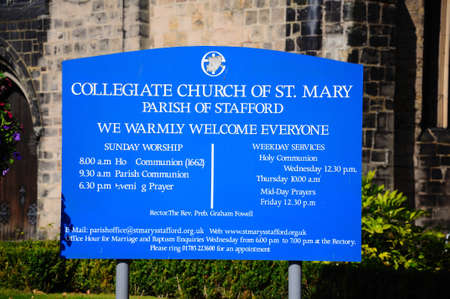 COLLEGIATE CHURCH OF ST. MARY
PARISH OF STAFFORD
WE WARMLY WELCOME EVERYONE
SUNDAY WORSHIP
8.00 a.m Ho Communion (1662)
9.30 a.m Parish Communion
6.30 p.m Eveni g Prayer
WEEKDAY SERVICES
Holy Communion
Wednesday 12.30 p.m.
Thursday 10.00 a.m
Mid-Day Prayers
Friday 12.30 p.m
Rector:The Rev. Preb. Graham Fowell
E-Mail: parishoffice@stmarysstafford.org.uk Web: www.stmarysstafford.org.uk
Office Hour for Marriage and Baptism Enquiries Wednesday from 6.00 p.m to 7.00 p.m at the Rectory.
Please ring 01785 223600 for an appointment